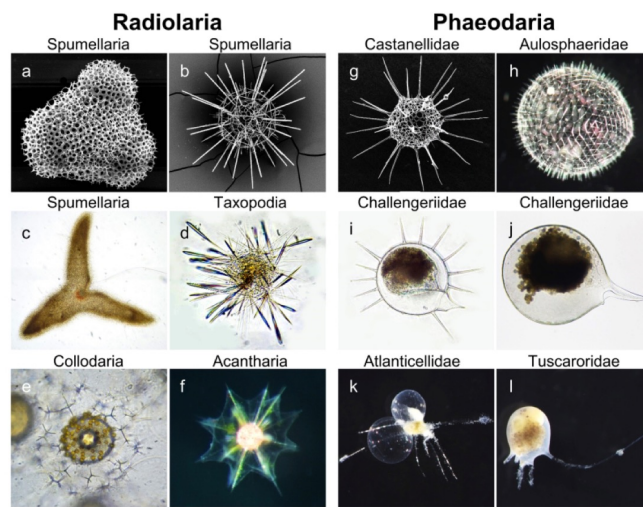 Radiolaria
Phaeodaria
Spumellaria
Spumellaria
Castanellidae
Aulosphaeridae
a
b
g
h
Spumellaria
Taxopodia
Challengeriidae
Challengeriidae
c
d
i
j
Collodaria
Acantharia
Atlanticellidae
Tuscaroridae
e
f
k
l